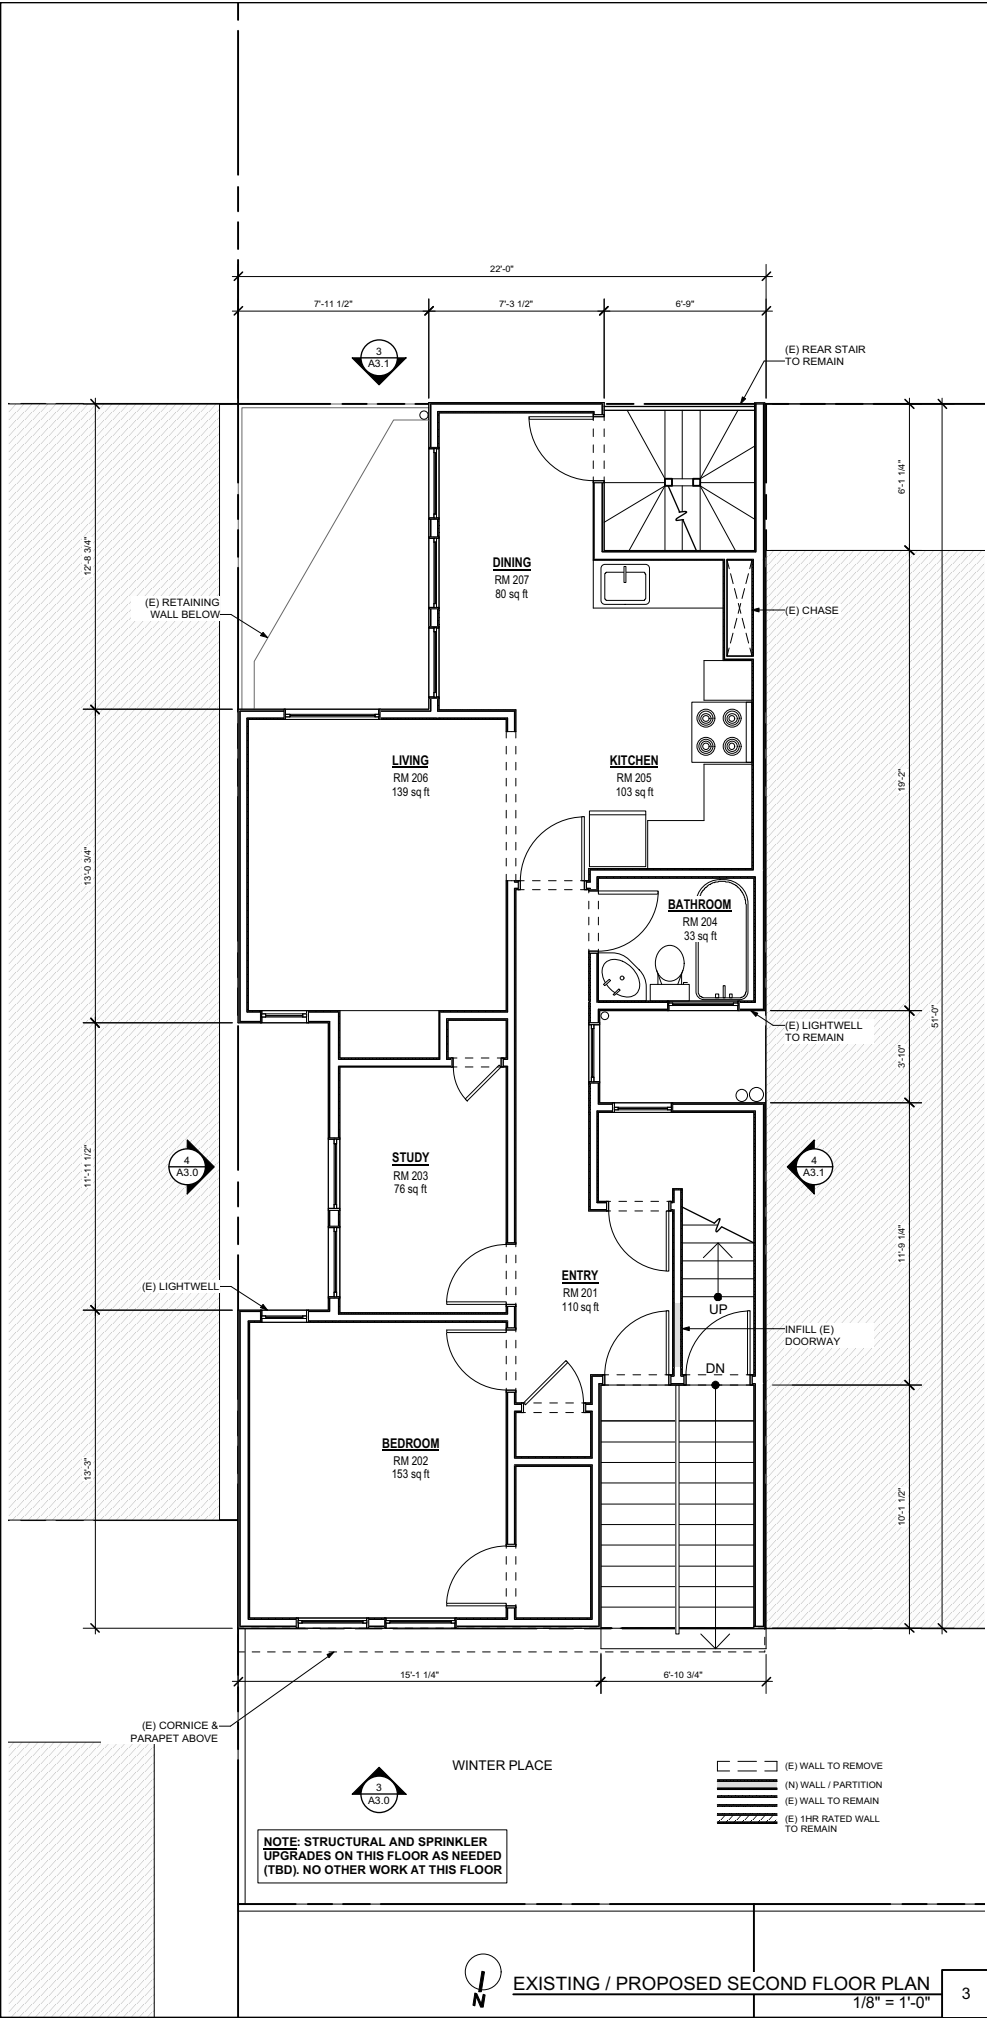 22'-0"
7'-11 1/2"
7'-3 1/2"
6'-9"
3
A3.1
(E) REAR STAIR
TO REMAIN
6'-1 1/4"
12'-8 3/4"
DINING
RM 207
80 sq ft
(E) RETAINING
WALL BELOW
(E) CHASE
LIVING
RM 206
139 sq ft
KITCHEN
RM 205
103 sq ft
19'-2"
13'-0 3/4"
BATHROOM
RM 204
33 sq ft
51'-0"
(E) LIGHTWELL
TO REMAIN
3'-10"
4
A3.0
11'-11 1/2"
STUDY
RM 203
76 sq ft
4
A3.1
11'-9 1/4"
(E) LIGHTWELL
ENTRY
RM 201
110 sq ft
UP
INFILL (E)
DOORWAY
DN
BEDROOM
RM 202
153 sq ft
13'-3"
10'-1 1/2"
15'-1 1/4"
6'-10 3/4"
(E) CORNICE &
PARAPET ABOVE
WINTER PLACE
3
A3.0
(E) WALL TO REMOVE
(N) WALL / PARTITION
(E) WALL TO REMAIN
(E) 1HR RATED WALL
TO REMAIN
NOTE: STRUCTURAL AND SPRINKLER
UPGRADES ON THIS FLOOR AS NEEDED
(TBD). NO OTHER WORK AT THIS FLOOR
N
EXISTING / PROPOSED SECOND FLOOR PLAN
1/8" = 1'-0"
3